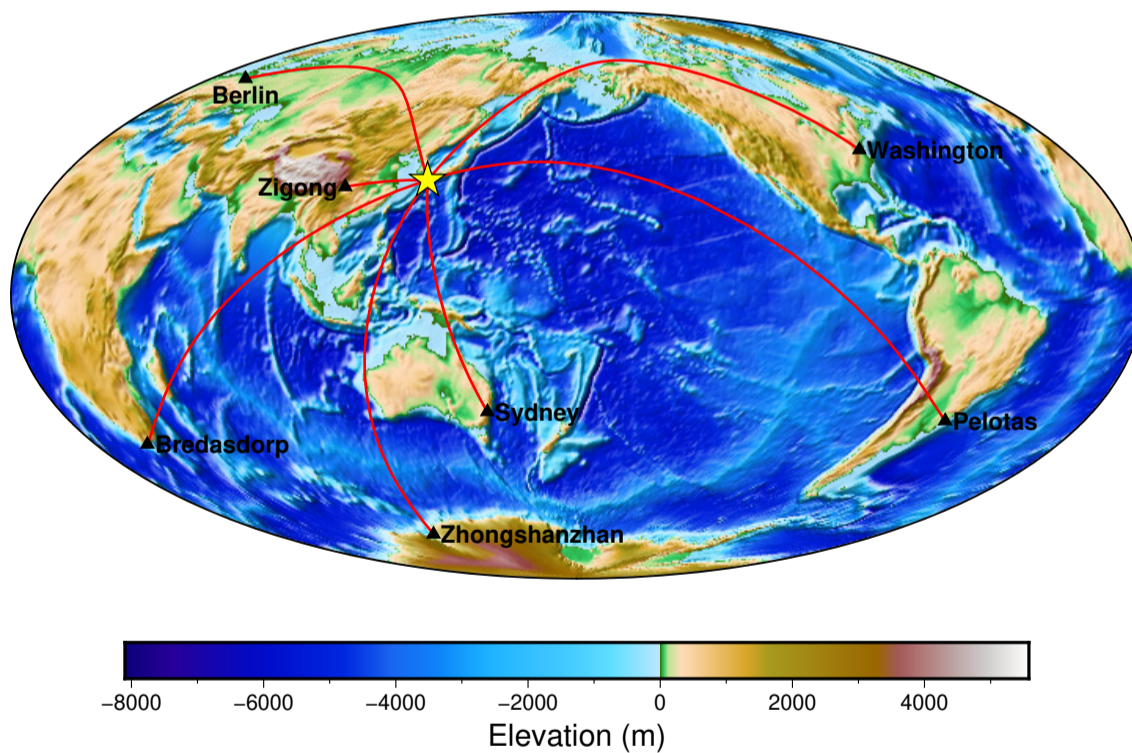 Berlin
Washington
Zigong
Sydney
Pelotas
Bredasdorp
Zhongshanzhan
−8000 −6000 −4000 −2000 0 2000 4000
Elevation (m)